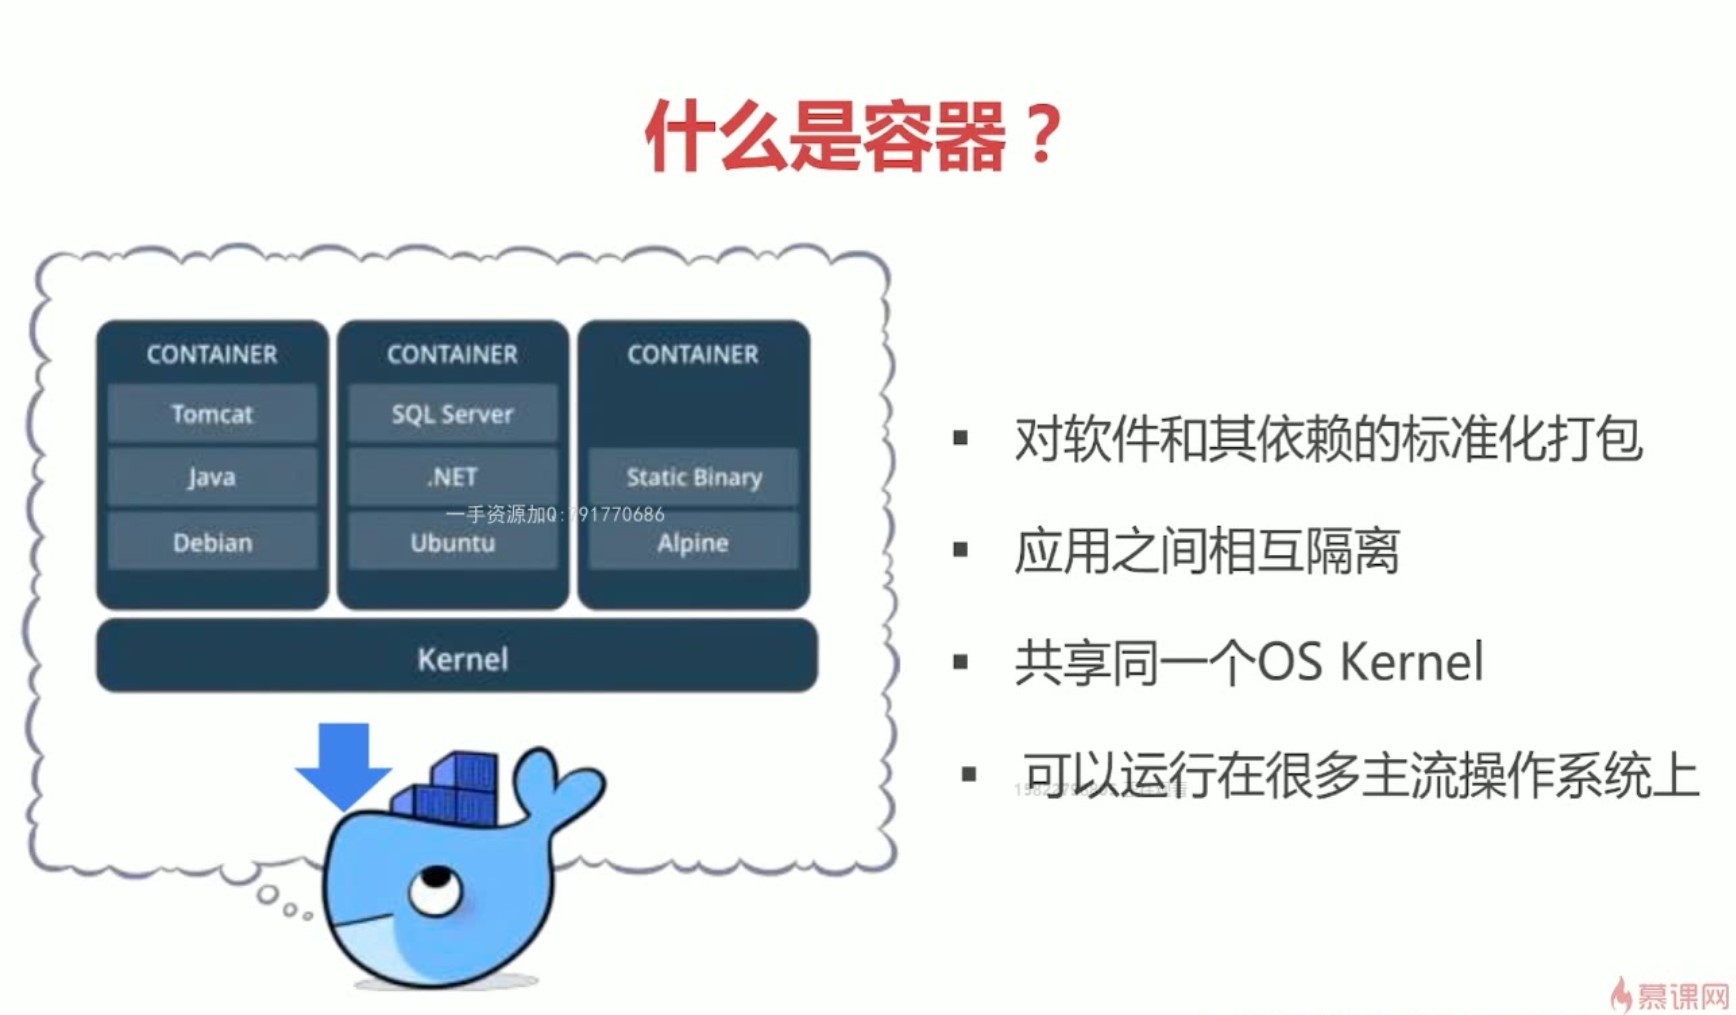 什么是容器？
CONTAINER
Tomcat
Java
Debian
CONTAINER
SQL Server
.NET
Ubuntu
CONTAINER
Static Binary
Alpine
一手资源加Q:791770686
Kernel
对软件和其依赖的标准化打包
应用之间相互隔离
共享同一个OS Kernel
可以运行在很多主流操作系统上
慕课网